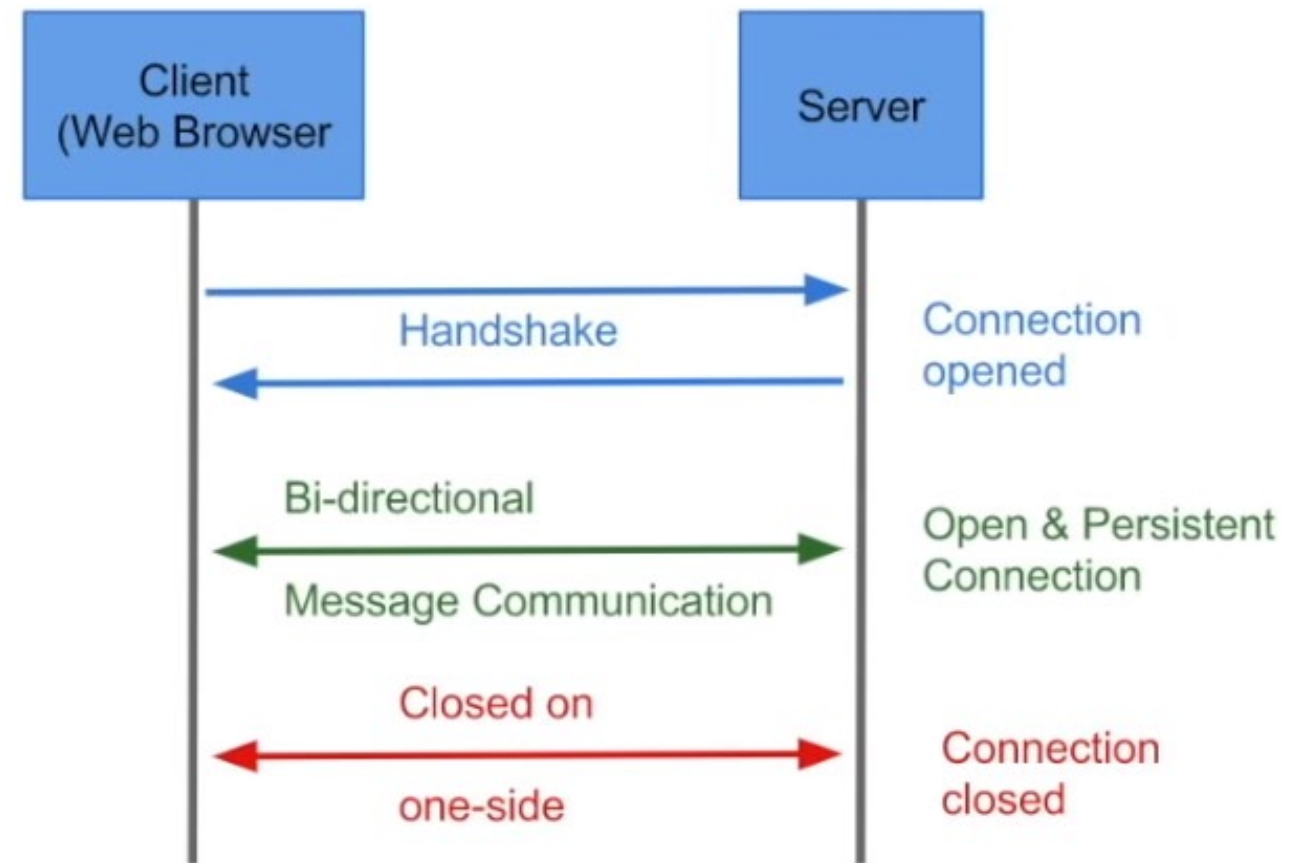 Client
(Web Browser
Server
Handshake
Connection
opened
Bi-directional
Message Communication
Open & Persistent
Connection
Closed on
one-side
Connection
closed